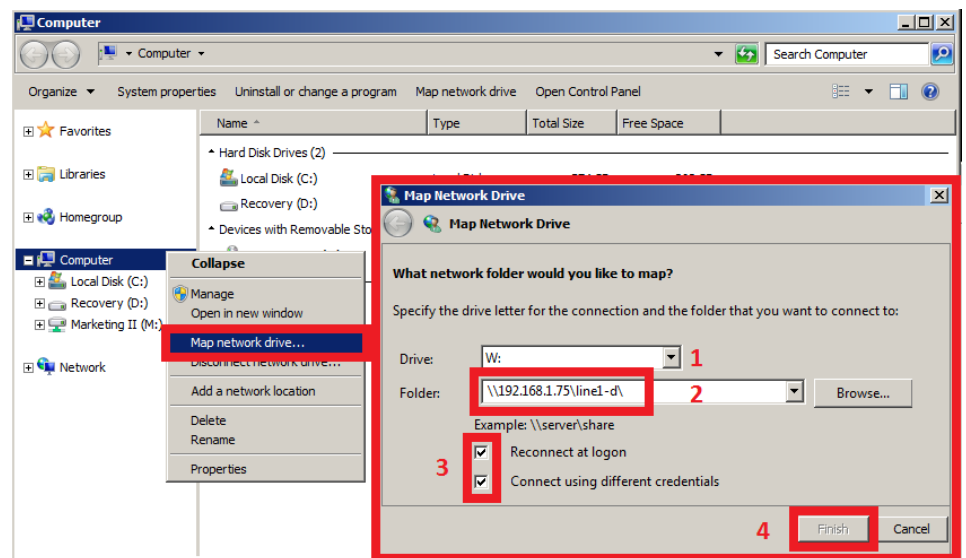 Computer
Computer
Search Computer
Organize System properties Uninstall or change a program Map network drive Open Control Panel
Favorites
Libraries
Homegroup
Computer
Local Disk (C:)
Recovery (D:)
Marketing II (M:)
Network
Name Type Total Size Free Space
Hard Disk Drives (2)
Local Disk (C:)
Recovery (D:)
Devices with Removable Sto
Collapse
Manage
Open in new window
Map network drive...
Disconnect network drive...
Add a network location
Delete
Rename
Properties
Map Network Drive
Map Network Drive
What network folder would you like to map?
Specify the drive letter for the connection and the folder that you want to connect to:
Drive: W: 1
Folder: \\192.168.1.75\line1-d\ 2 Browse...
Example: \\server\share
3
Reconnect at logon
Connect using different credentials
4 Finish Cancel